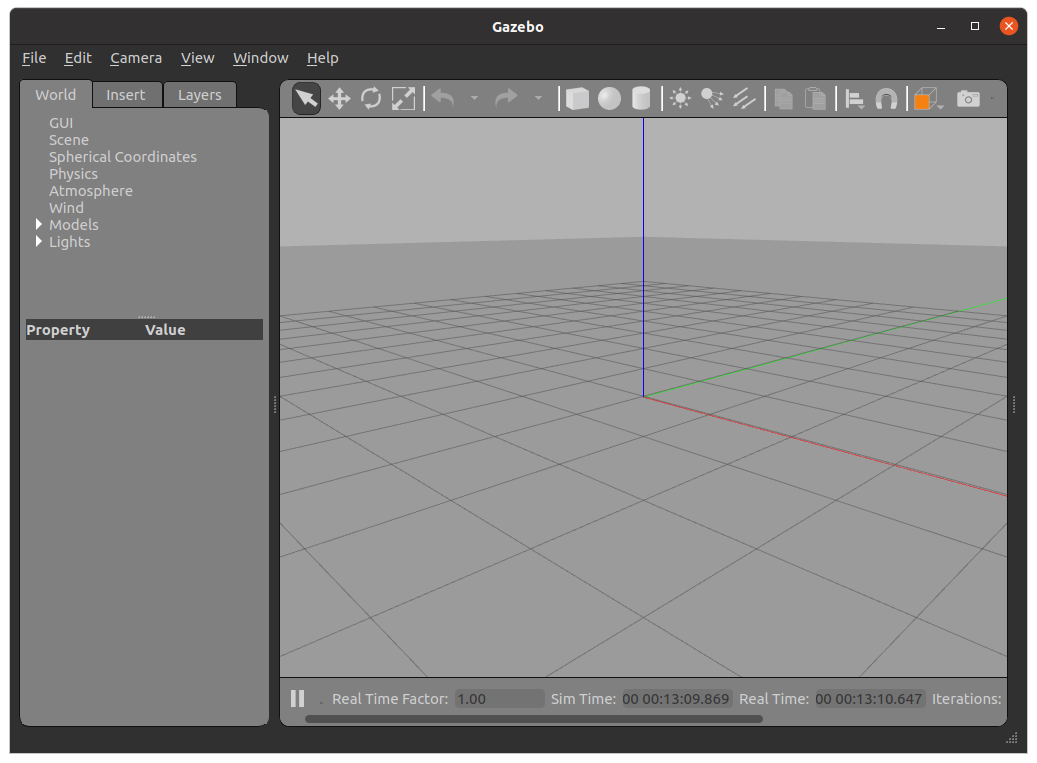 Gazebo
File Edit Camera View Window Help
World Insert Layers
GUI
Scene
Spherical Coordinates
Physics
Atmosphere
Wind
Models
Lights
Property Value
Real Time Factor: 1.00 Sim Time: 00 00:13:09.869 Real Time: 00 00:13:10.647 Iterations: